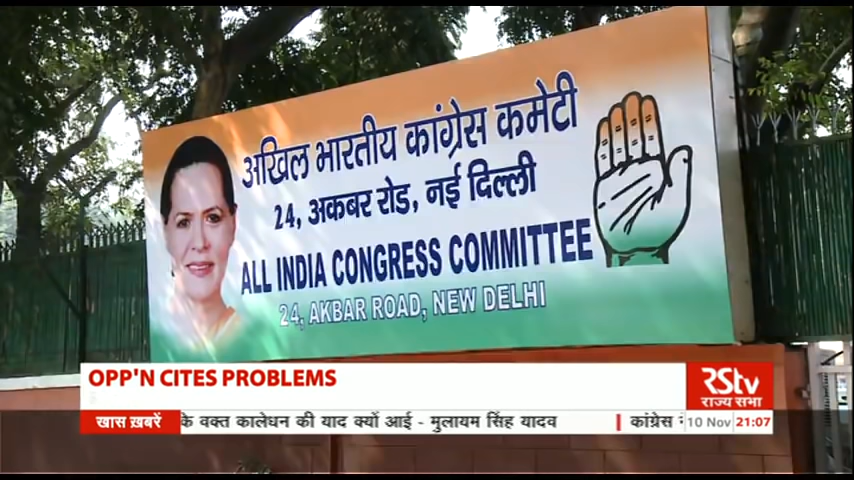 अखिल भारतीय कांग्रेस कमेटी
24, अकबर रोड, नई दिल्ली
ALL INDIA CONGRESS COMMITTEE
24, AKBAR ROAD, NEW DELHI
OPP'N CITES PROBLEMS
RStv
राज्य सभा
खास ख़बरें के वक्त कालेधन की याद क्यों आई - मुलायम सिंह यादव | कांग्रेस 10 Nov 21:07